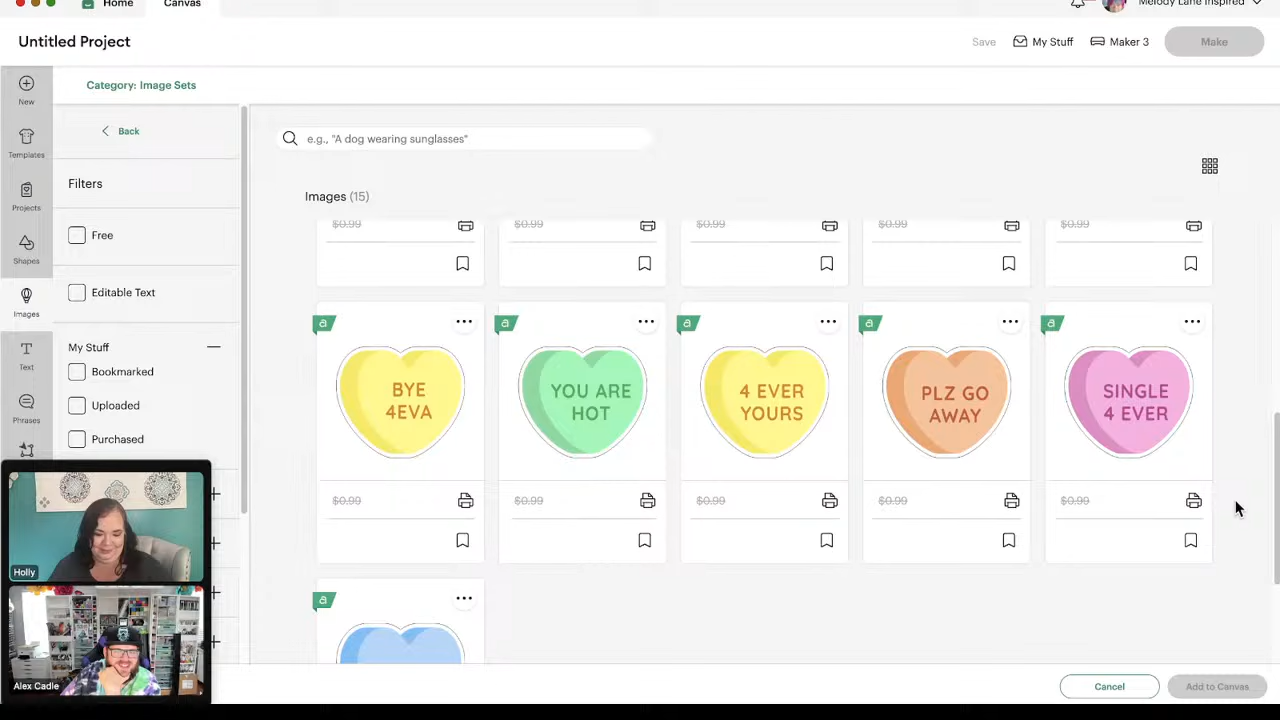 Home
Canvas
Melody Lane Inspired
Untitled Project
Save
My Stuff
Maker 3
Make
New
Templates
Projects
Shapes
Images
Text
Phrases
Category: Image Sets
Back
Filters
Free
Editable Text
My Stuff
Bookmarked
Uploaded
Purchased
e.g., "A dog wearing sunglasses"
Images (15)
$0.99
$0.99
$0.99
$0.99
$0.99
a
BYE
4EVA
$0.99
a
YOU ARE
HOT
$0.99
a
4 EVER
YOURS
$0.99
a
PLZ GO
AWAY
$0.99
a
SINGLE
4 EVER
$0.99
a
Holly
Alex Cadle
Cancel
Add to Canvas